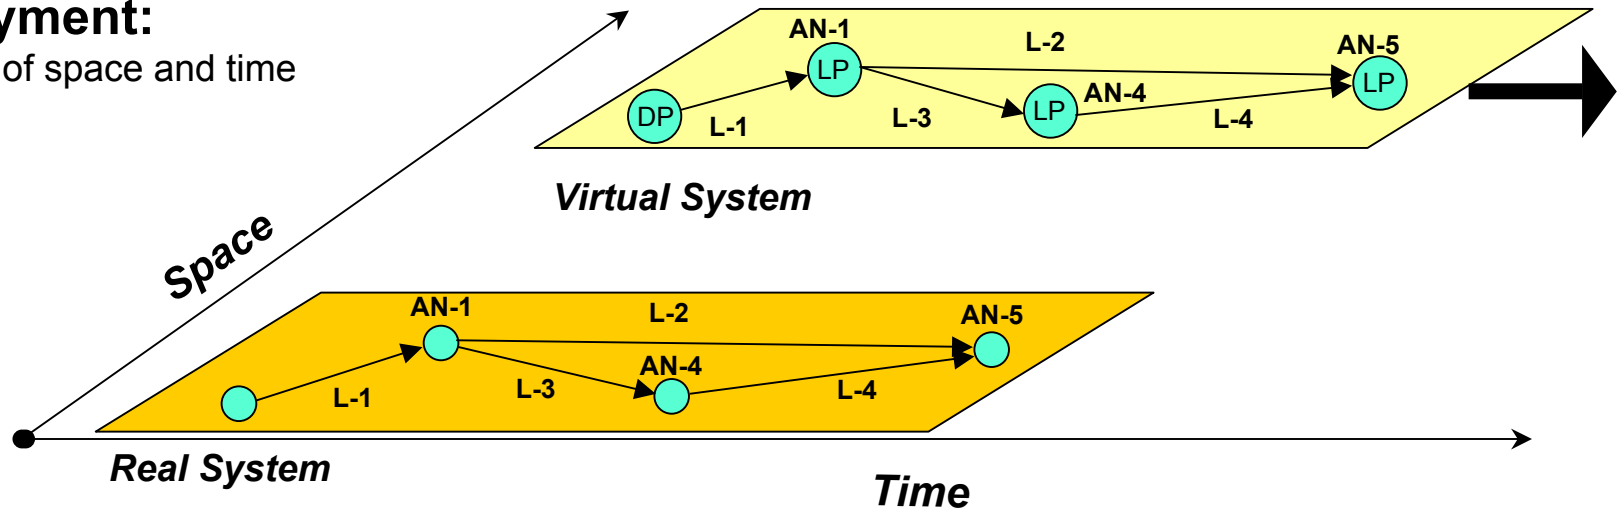 yment:
of space and time
AN-1
L-2
AN-5
LP
LP
DP
LP
AN-4
L-1
L-3
L-4
Virtual System
Space
AN-1
L-2
AN-5
AN-4
L-1
L-3
L-4
Real System
Time